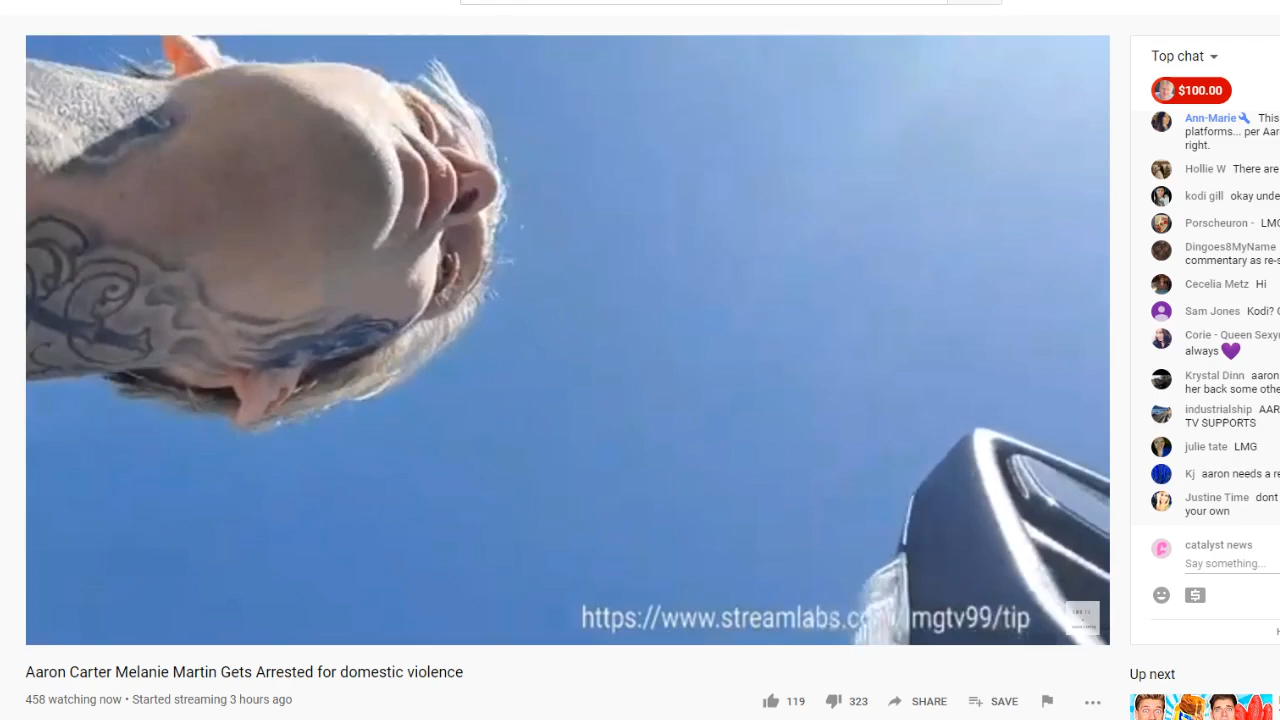 Top chat
$100.00
Ann-Marie This
platforms... per Aar
right.
Hollie W There are
kodi gill okay unde
Porscheuron - LMG
Dingoes8MyName
commentary as re-s
Cecelia Metz Hi
Sam Jones Kodi?
Corie - Queen Sexy
always
Krystal Dinn aaron
her back some othe
industrialship AAR
TV SUPPORTS
julie tate LMG
Kj aaron needs a re
Justine Time dont
your own
catalyst news
Say something...
https://www.streamlabs.co mgtv99/tip
Aaron Carter Melanie Martin Gets Arrested for domestic violence
458 watching now • Started streaming 3 hours ago
119 323 SHARE SAVE
Up next